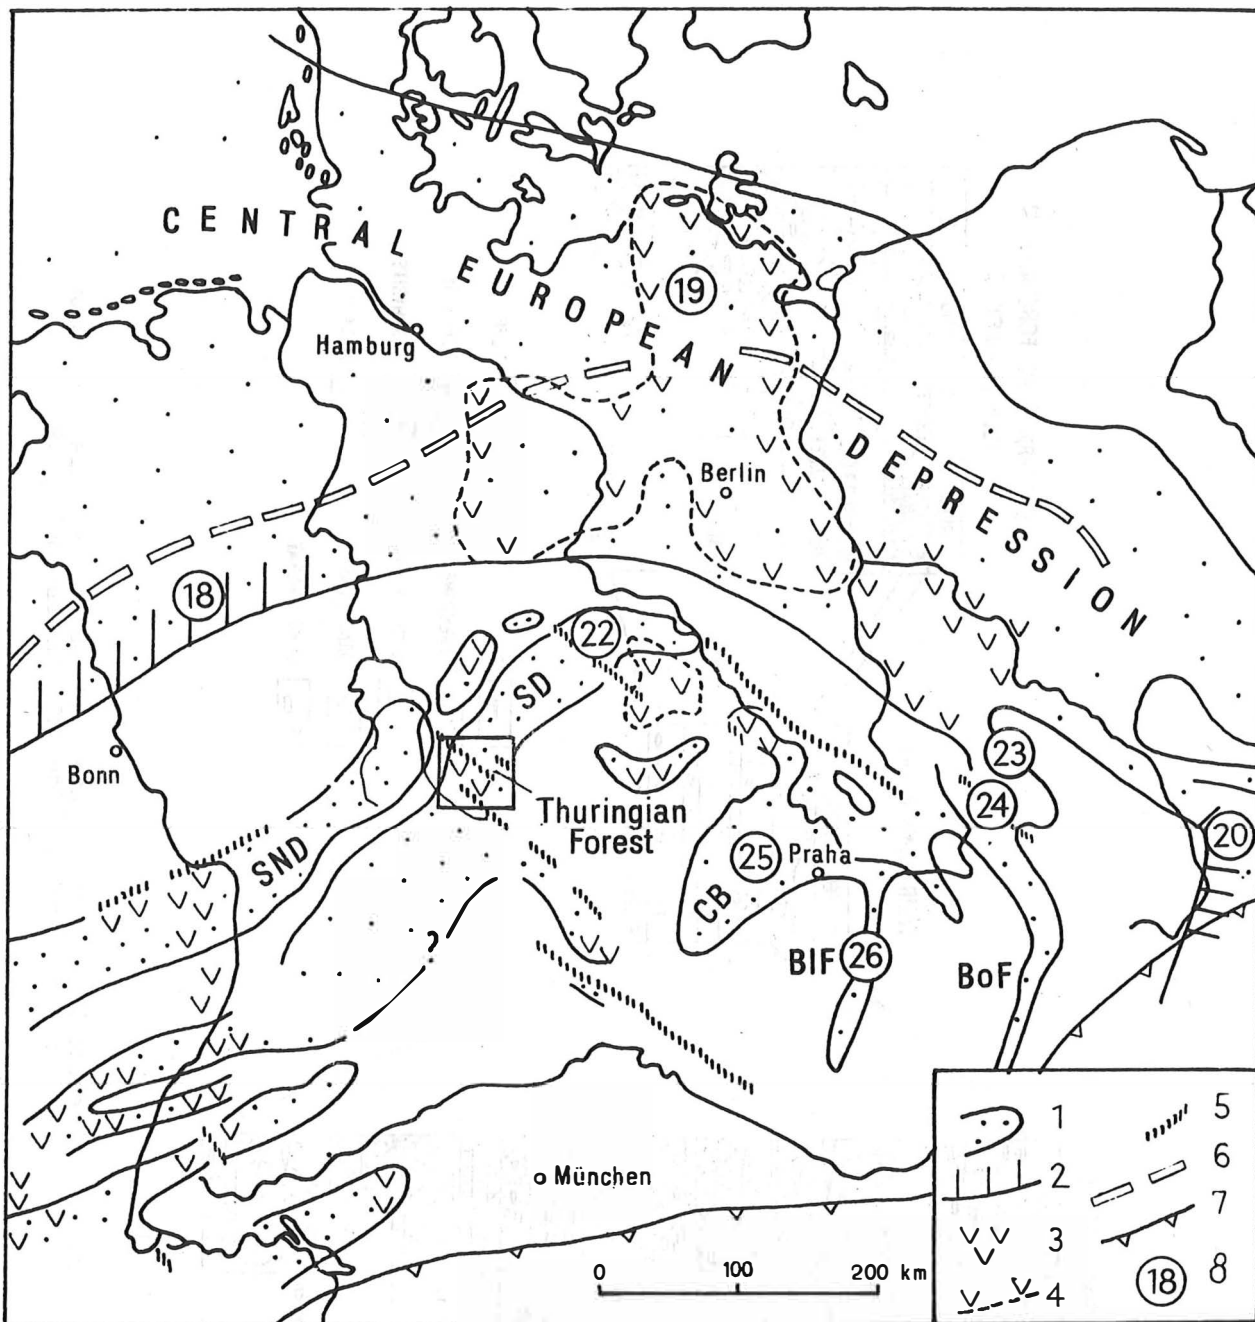 CENTRAL EUROPEAN DEPRESSION
19
Hamburg
Berlin
18
22
SD
Bonn
23
24
20
Thuringian
Forest
SND
25
Praha
CB
BIF
26
BoF
?
München
0 100 200 km
1
2
3
4
5
6
7
18 8